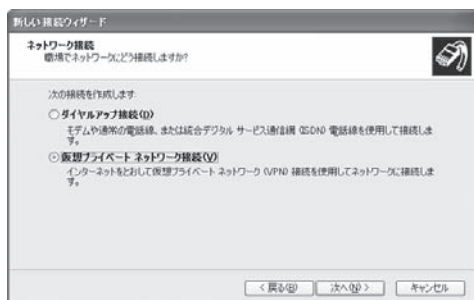 新しい接続ウィザード
ネットワーク接続
職場でネットワークにどう接続しますか?
次の接続を作成します:
ダイヤルアップ接続(D)
モデムや通常の電話線、または統合デジタル サービス通信網 (ISDN) 電話線を使用して接続しま
す。
仮想プライベート ネットワーク接続(V)
インターネットをとおして仮想プライベート ネットワーク (VPN) 接続を使用してネットワークに接続しま
す。
< 戻る(B) 次へ(N) > キャンセル